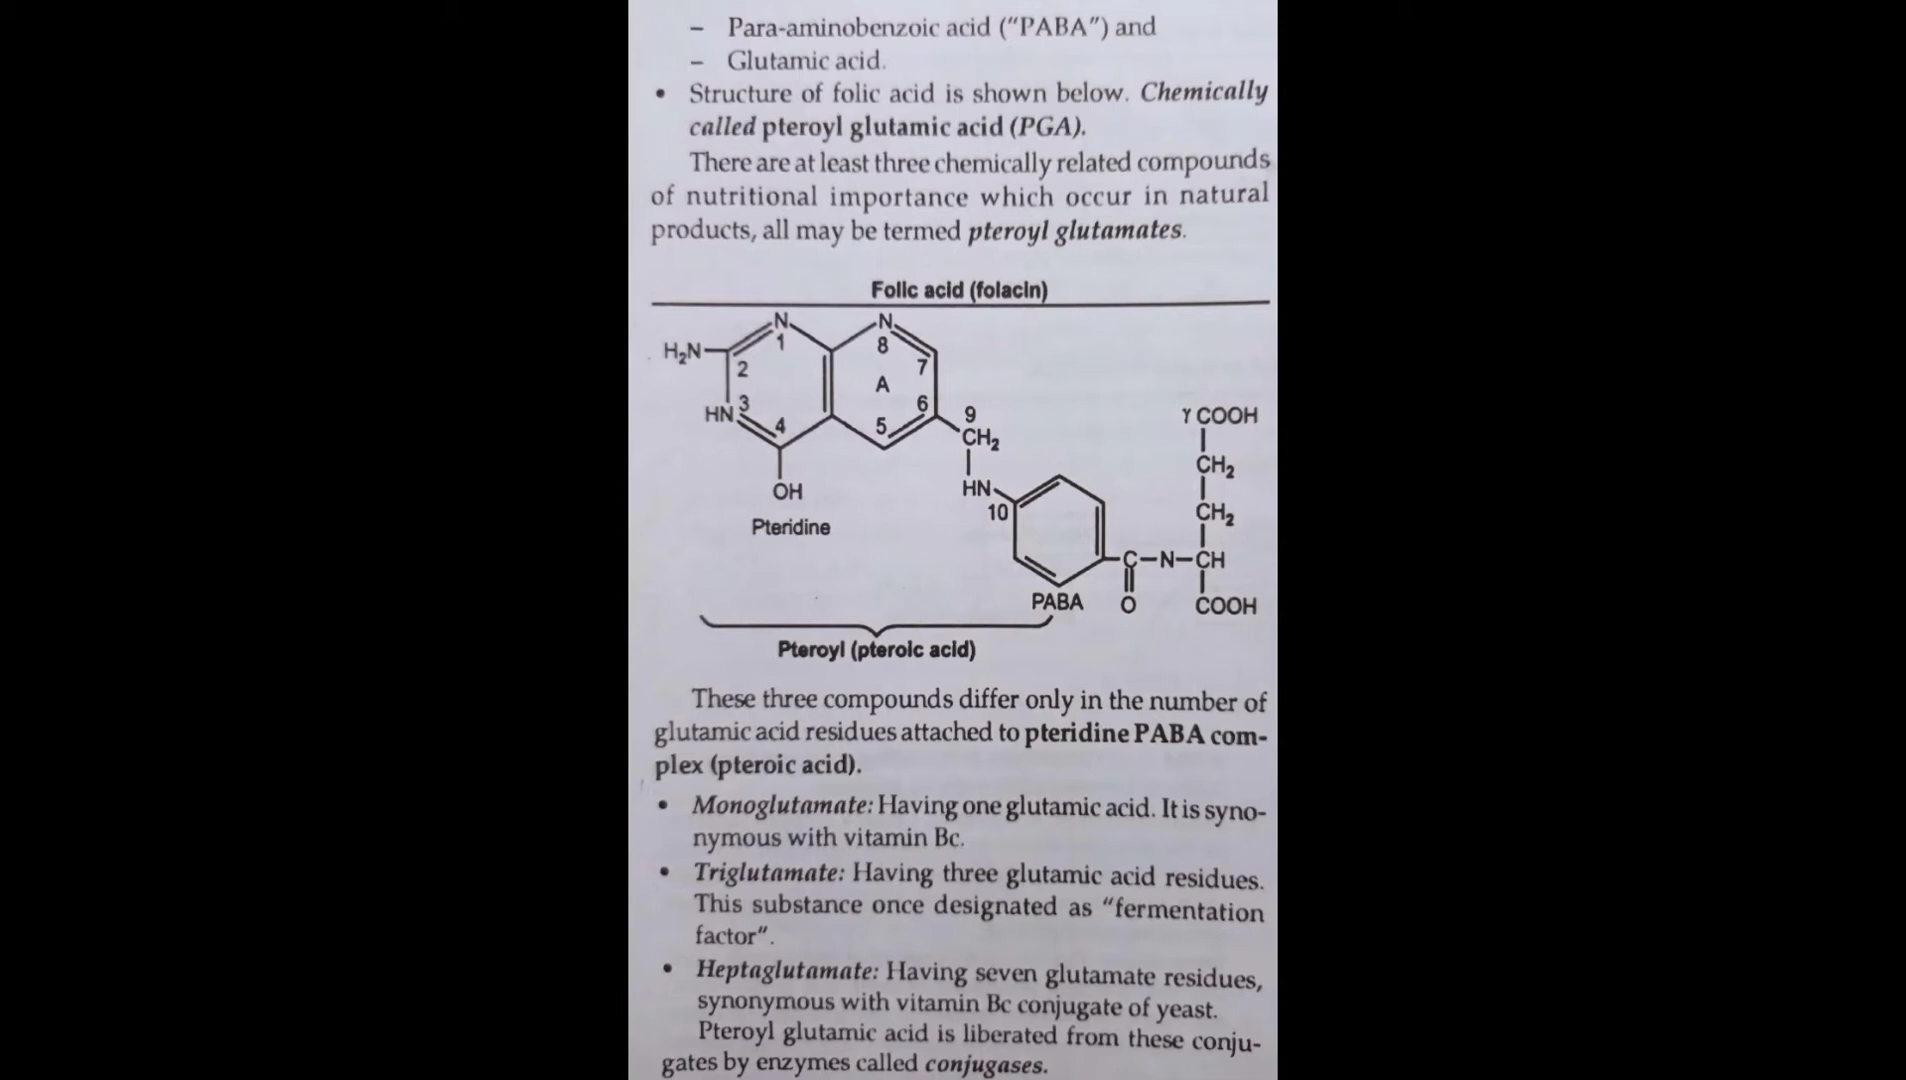 – Para-aminobenzoic acid ("PABA") and
– Glutamic acid.
• Structure of folic acid is shown below. Chemically
called pteroyl glutamic acid (PGA).
There are at least three chemically related compounds
of nutritional importance which occur in natural
products, all may be termed pteroyl glutamates.
Folic acid (folacin)
N N
1 8
H₂N
2 7
A
HN 3 6 9
4 5
CH₂
γ COOH
CH₂
OH
HN
10
CH₂
Pteridine
C–N–CH
PABA O COOH
Pteroyl (pteroic acid)
These three compounds differ only in the number of
glutamic acid residues attached to pteridine PABA com-
plex (pteroic acid).
• Monoglutamate: Having one glutamic acid. It is syno-
nymous with vitamin Bc.
• Triglutamate: Having three glutamic acid residues.
This substance once designated as "fermentation
factor".
• Heptaglutamate: Having seven glutamate residues,
synonymous with vitamin Bc conjugate of yeast.
Pteroyl glutamic acid is liberated from these conju-
gates by enzymes called conjugases.